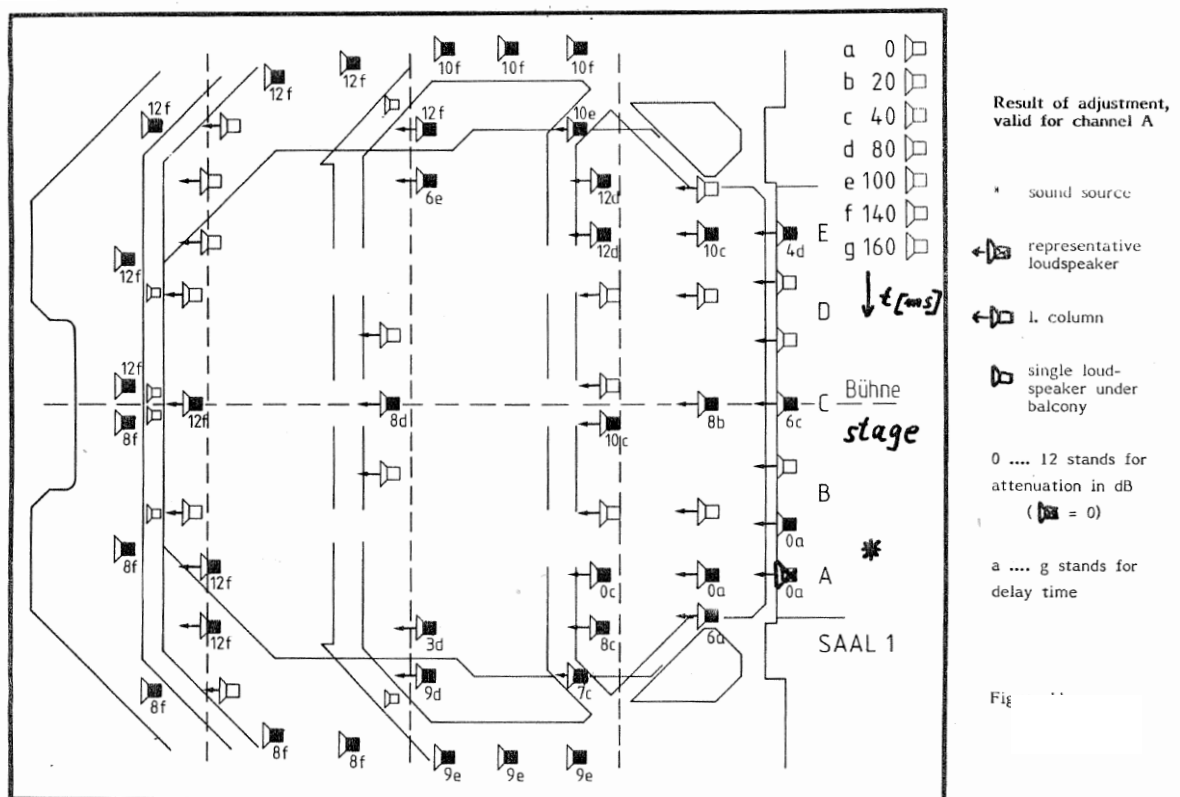 10f 10f 10f
12f
12f
12f
12f
10e
6e
12d
12d
10c
4d
12f
12f
12f
8d
8b
6c
8f
10c
0a
8f
12f
0c
0a
0a
12f
3d
8c
6a
9d
7c
8f
8f
8f
9e 9e 9e
a 0
b 20
c 40
d 80
e 100
f 140
g 160
t [ms]
E
D
C Bühne
stage
B
*
A
SAAL 1
Result of adjustment,
valid for channel A
* sound source
representative
loudspeaker
l. column
single loud-
speaker under
balcony
0 .... 12 stands for
attenuation in dB
( = 0)
a .... g stands for
delay time